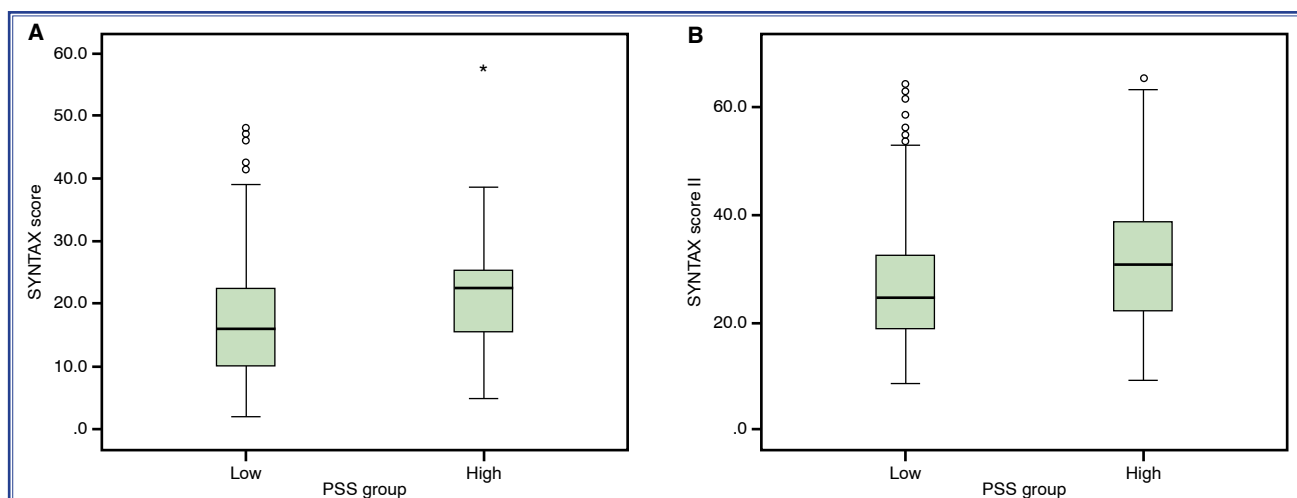 A
60.0
50.0
40.0
30.0
20.0
10.0
.0
SYNTAX score
Low
High
PSS group
*
B
60.0
40.0
20.0
.0
SYNTAX score II
Low
High
PSS group